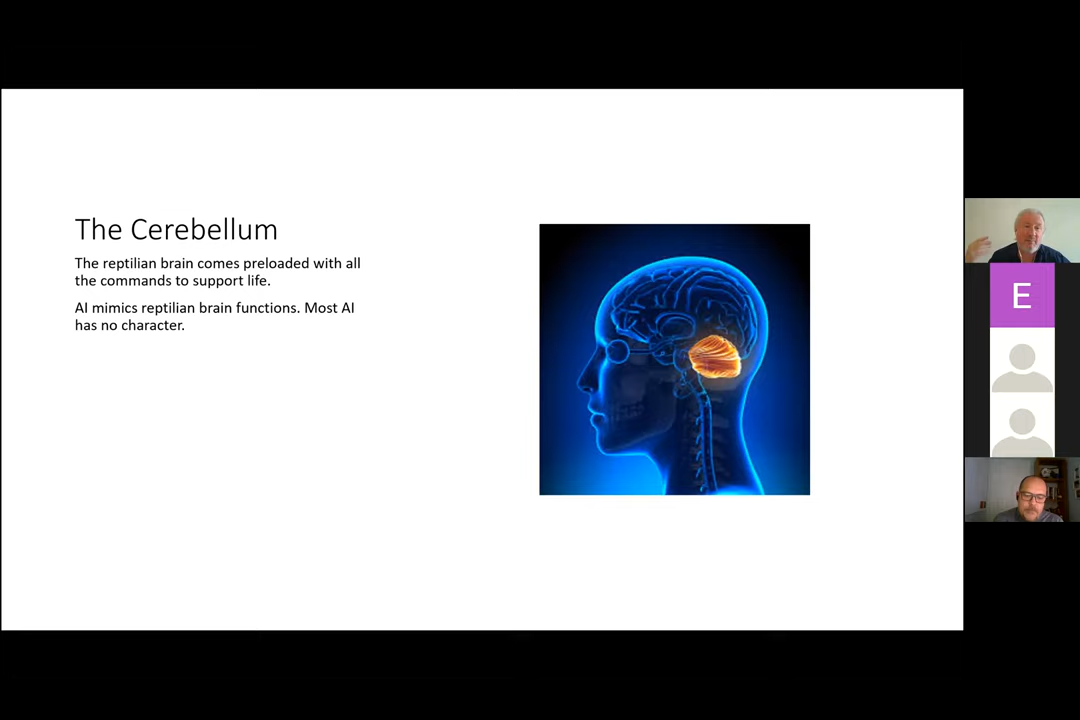 The Cerebellum
The reptilian brain comes preloaded with all
the commands to support life.
AI mimics reptilian brain functions. Most AI
has no character.
E